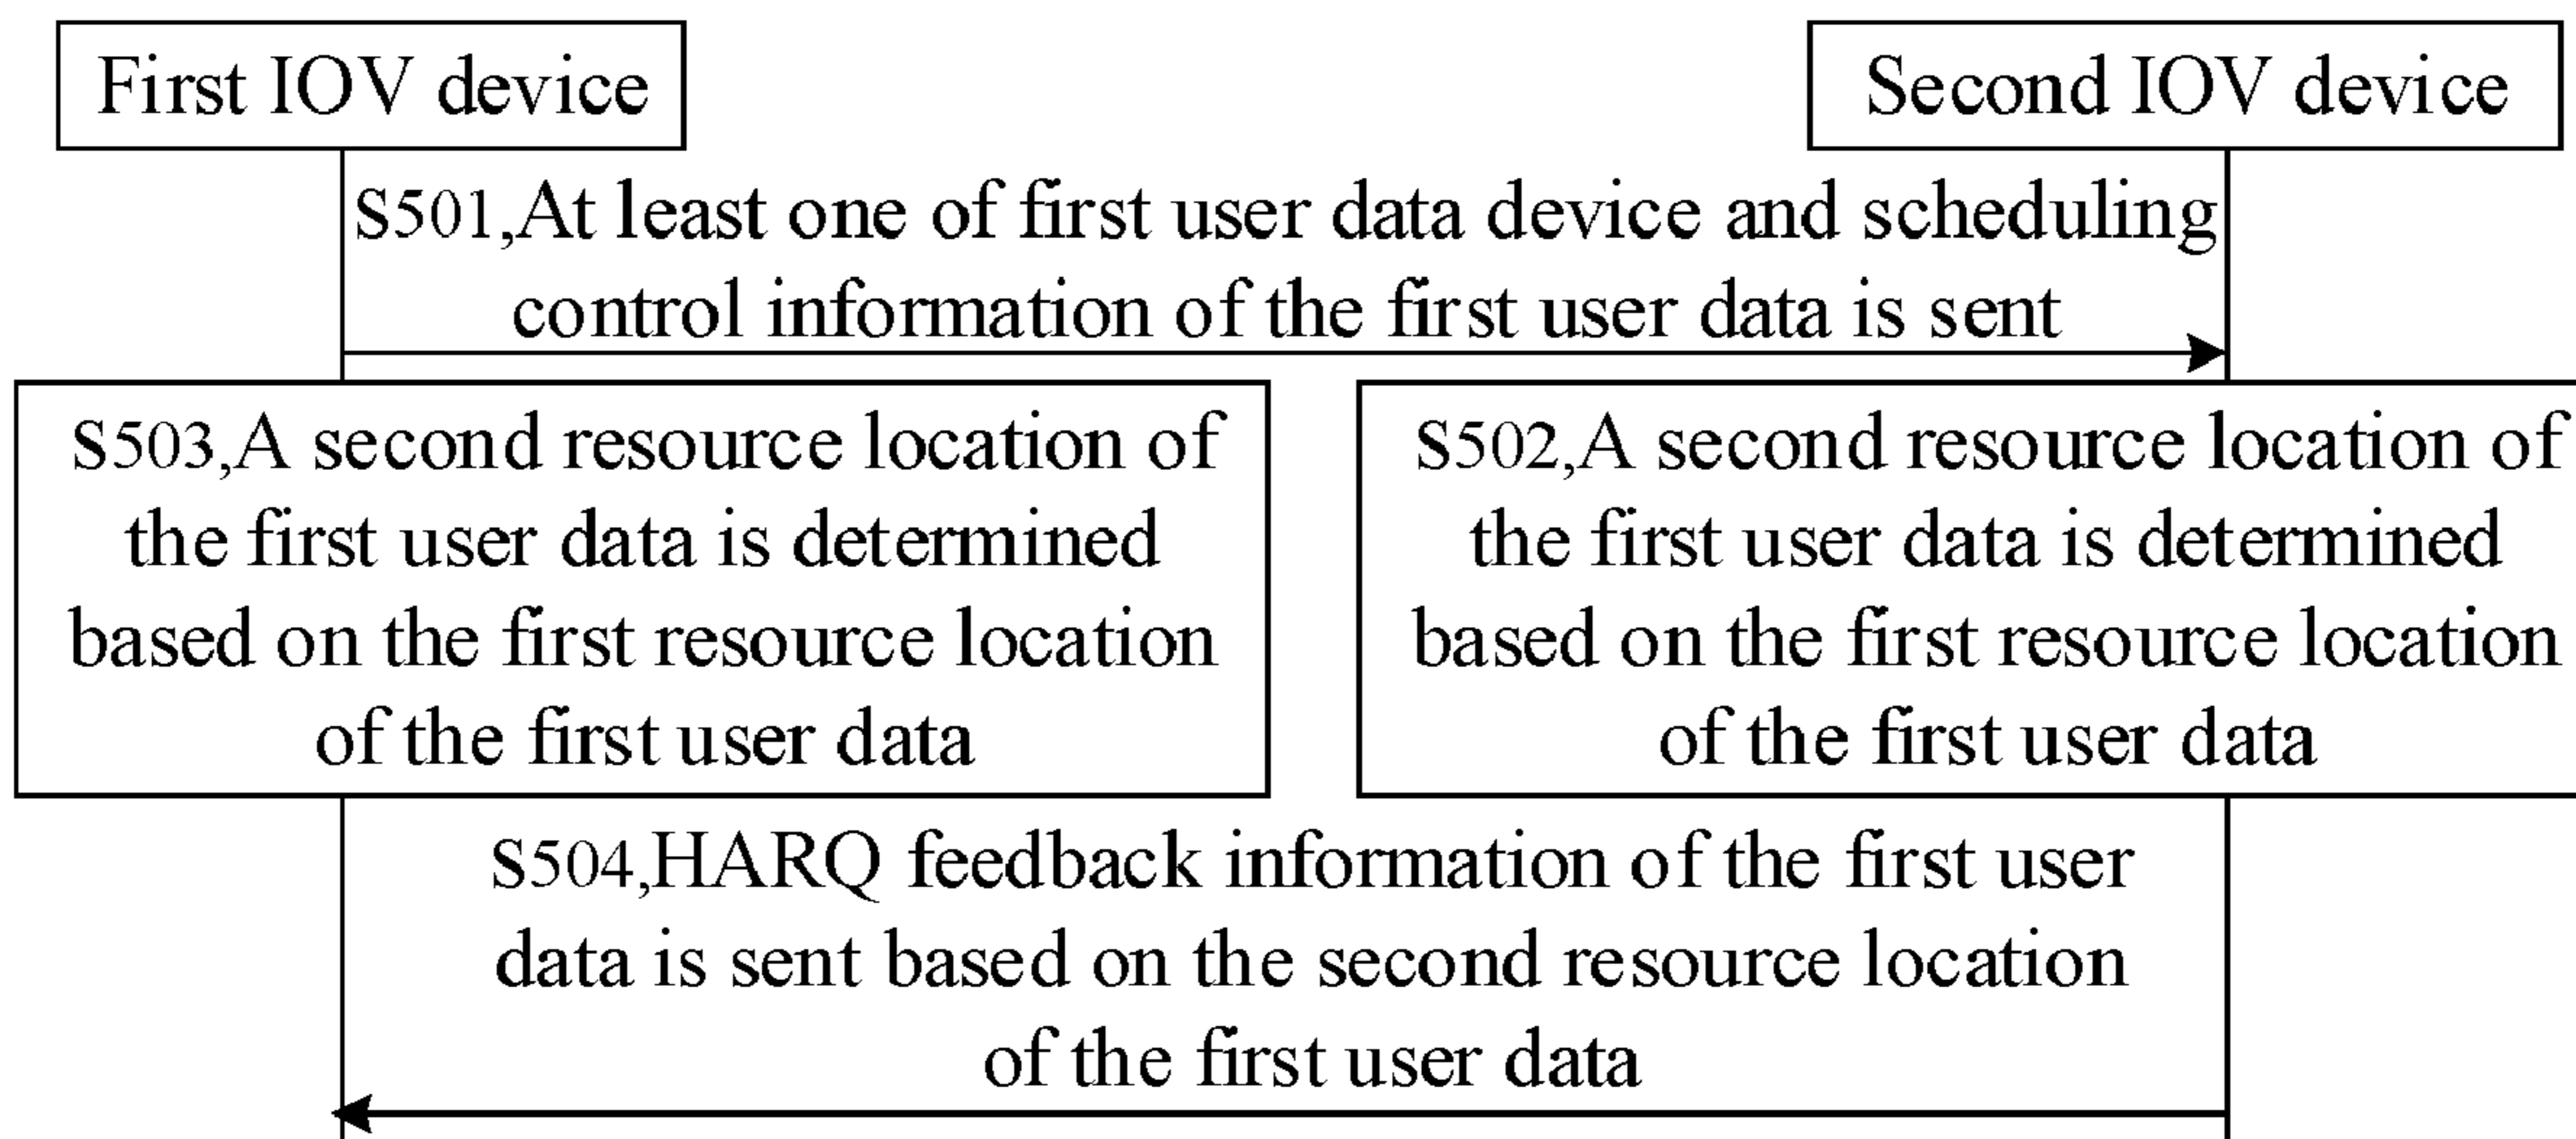 First IOV device
Second IOV device
S501,At least one of first user data device and scheduling
control information of the first user data is sent
S503,A second resource location of
the first user data is determined
based on the first resource location
of the first user data
S502,A second resource location of
the first user data is determined
based on the first resource location
of the first user data
S504,HARQ feedback information of the first user
data is sent based on the second resource location
of the first user data